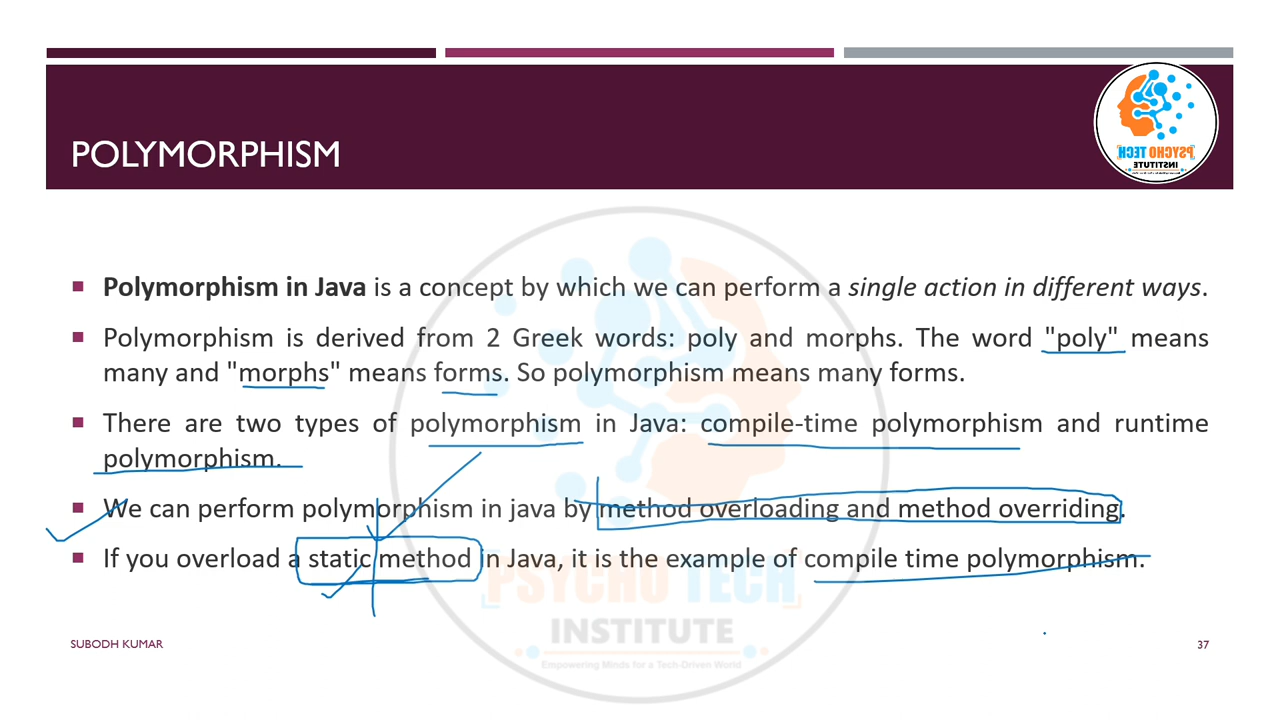 POLYMORPHISM
PSYCHO TECH
INSTITUTE
Polymorphism in Java is a concept by which we can perform a single action in different ways.
Polymorphism is derived from 2 Greek words: poly and morphs. The word "poly" means
many and "morphs" means forms. So polymorphism means many forms.
There are two types of polymorphism in Java: compile-time polymorphism and runtime
polymorphism.
We can perform polymorphism in java by method overloading and method overriding.
If you overload a static method in Java, it is the example of compile time polymorphism.
PSYCHO TECH
INSTITUTE
Empowering Minds for a Tech-Driven World
SUBODH KUMAR
37